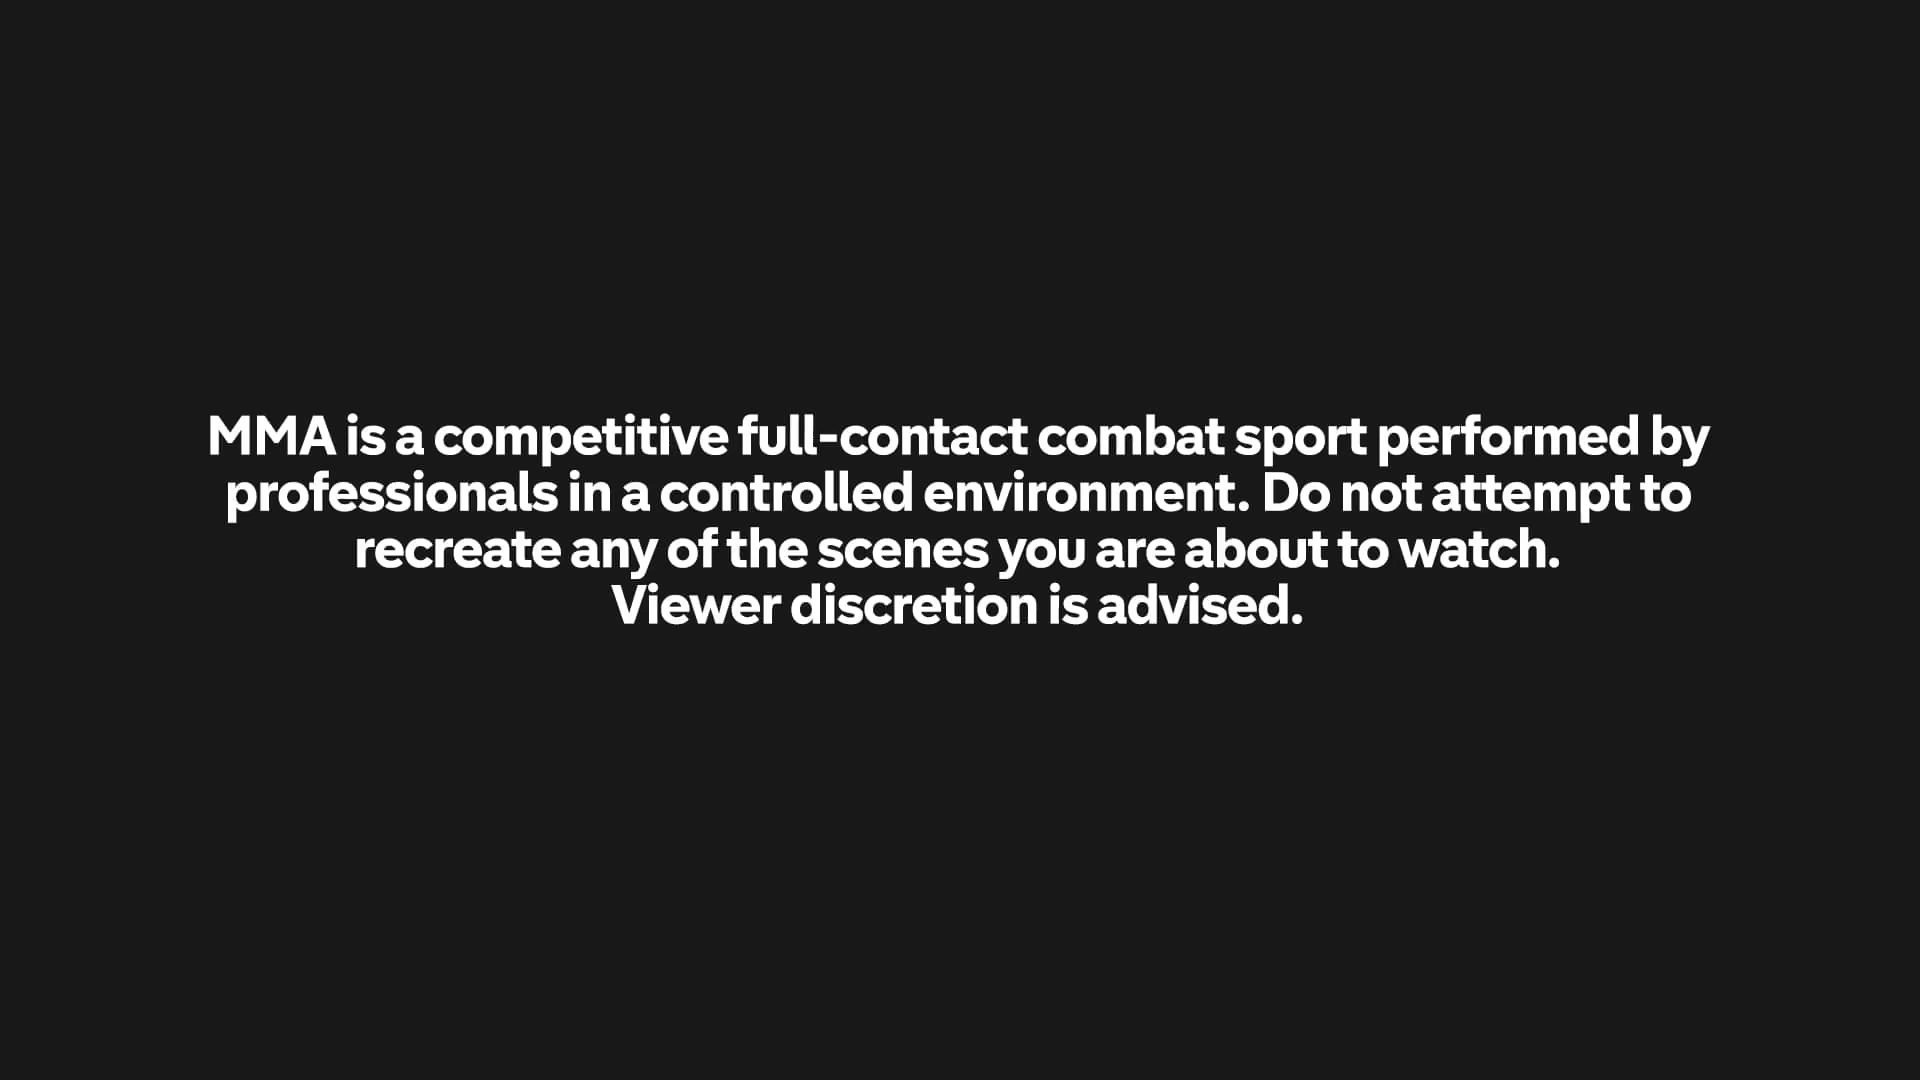 MMA is a competitive full-contact combat sport performed by
professionals in a controlled environment. Do not attempt to
recreate any of the scenes you are about to watch.
Viewer discretion is advised.